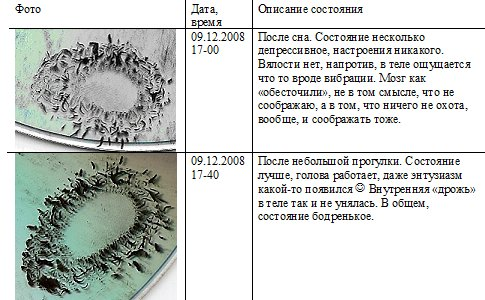 Фото
Дата,
время
Описание состояния
09.12.2008
17-00
После сна. Состояние несколько
депрессивное, настроения никакого.
Вялости нет, напротив, в теле ощущается
что то вроде вибрации. Мозг как
«обесточили», не в том смысле, что не
соображаю, а в том, что ничего не охота,
вообще, и соображать тоже.
09.12.2008
17-40
После небольшой прогулки. Состояние
лучше, голова работает, даже энтузиазм
какой-то появился ☺ Внутренняя «дрожь»
в теле так и не унялась. В общем,
состояние бодренькое.